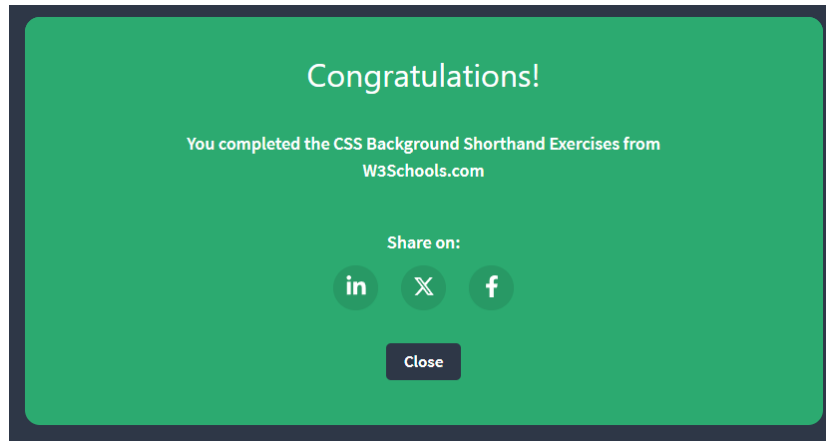 Congratulations!
You completed the CSS Background Shorthand Exercises from
W3Schools.com
Share on:
in X f
Close